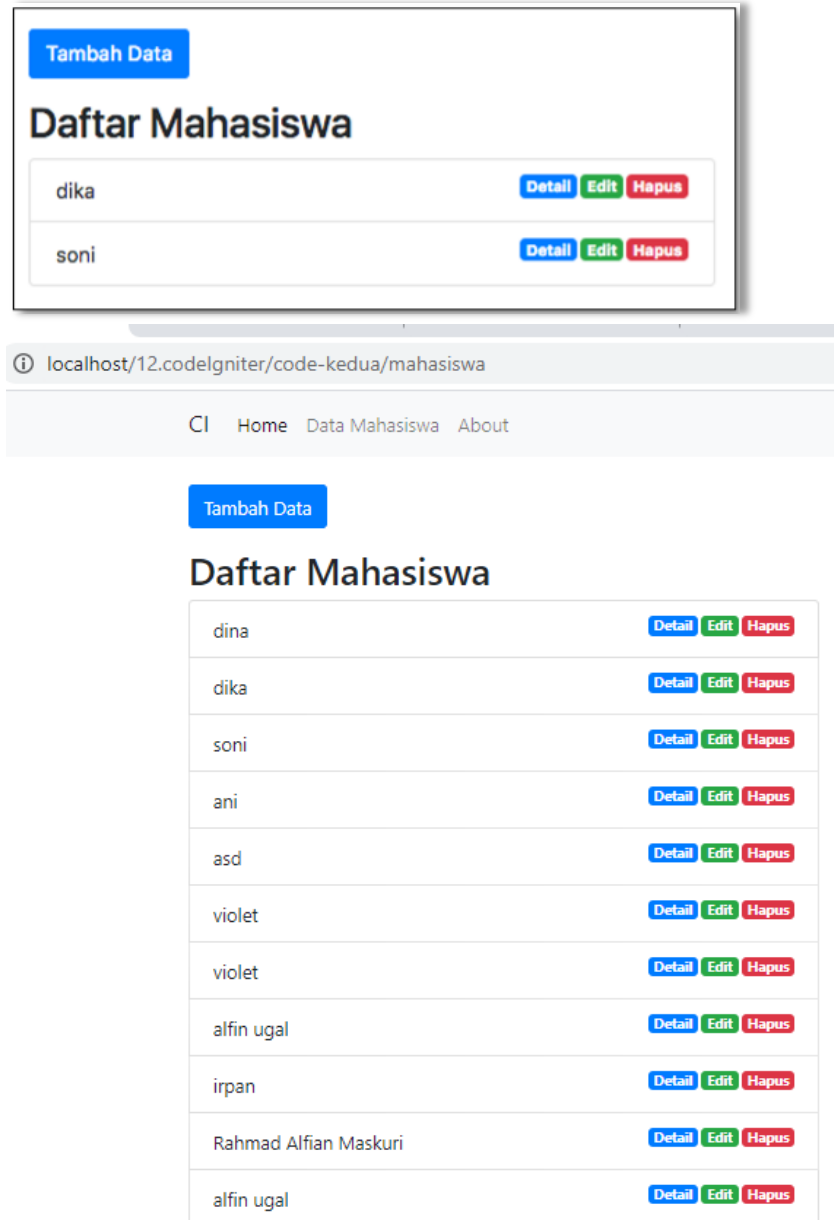 Tambah Data
Daftar Mahasiswa
dika Detail Edit Hapus
soni Detail Edit Hapus
localhost/12.codeIgniter/code-kedua/mahasiswa
CI Home Data Mahasiswa About
Tambah Data
Daftar Mahasiswa
dina Detail Edit Hapus
dika Detail Edit Hapus
soni Detail Edit Hapus
ani Detail Edit Hapus
asd Detail Edit Hapus
violet Detail Edit Hapus
violet Detail Edit Hapus
alfin ugal Detail Edit Hapus
irpan Detail Edit Hapus
Rahmad Alfian Maskuri Detail Edit Hapus
alfin ugal Detail Edit Hapus